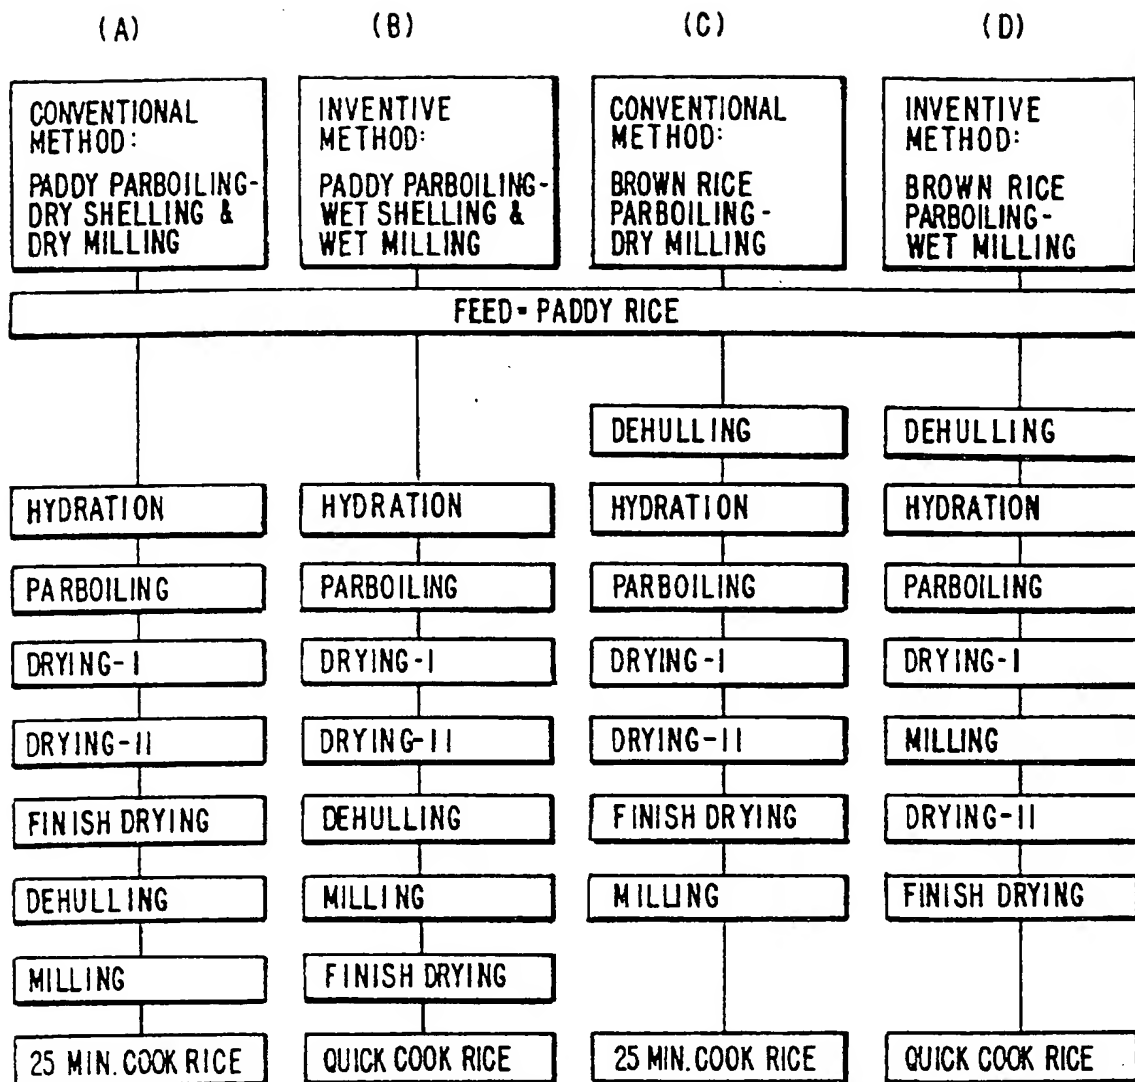 (A)
(B)
(C)
(D)
CONVENTIONAL
METHOD:
PADDY PARBOILING-
DRY SHELLING &
DRY MILLING
INVENTIVE
METHOD:
PADDY PARBOILING-
WET SHELLING &
WET MILLING
CONVENTIONAL
METHOD:
BROWN RICE
PARBOILING-
DRY MILLING
INVENTIVE
METHOD:
BROWN RICE
PARBOILING-
WET MILLING
FEED = PADDY RICE
DEHULLING
DEHULLING
HYDRATION
HYDRATION
HYDRATION
HYDRATION
PARBOILING
PARBOILING
PARBOILING
PARBOILING
DRYING-I
DRYING-I
DRYING-I
DRYING-I
DRYING-II
DRYING-II
DRYING-II
MILLING
FINISH DRYING
DEHULLING
FINISH DRYING
DRYING-II
DEHULLING
MILLING
MILLING
FINISH DRYING
MILLING
FINISH DRYING
25 MIN. COOK RICE
QUICK COOK RICE
25 MIN. COOK RICE
QUICK COOK RICE